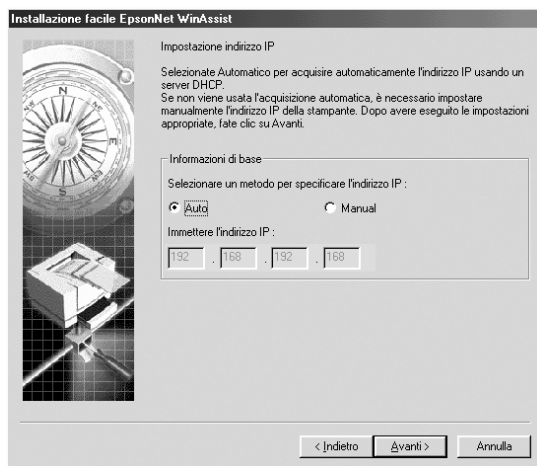 Installazione facile EpsonNet WinAssist
Impostazione indirizzo IP
Selezionate Automatico per acquisire automaticamente l'indirizzo IP usando un
server DHCP.
Se non viene usata l'acquisizione automatica, è necessario impostare
manualmente l'indirizzo IP della stampante. Dopo avere eseguito le impostazioni
appropriate, fate clic su Avanti.
Informazioni di base
Selezionare un metodo per specificare l'indirizzo IP :
Auto Manual
Immettere l'indirizzo IP :
192 . 168 . 192 . 168
N
W
E
S
< Indietro Avanti > Annulla